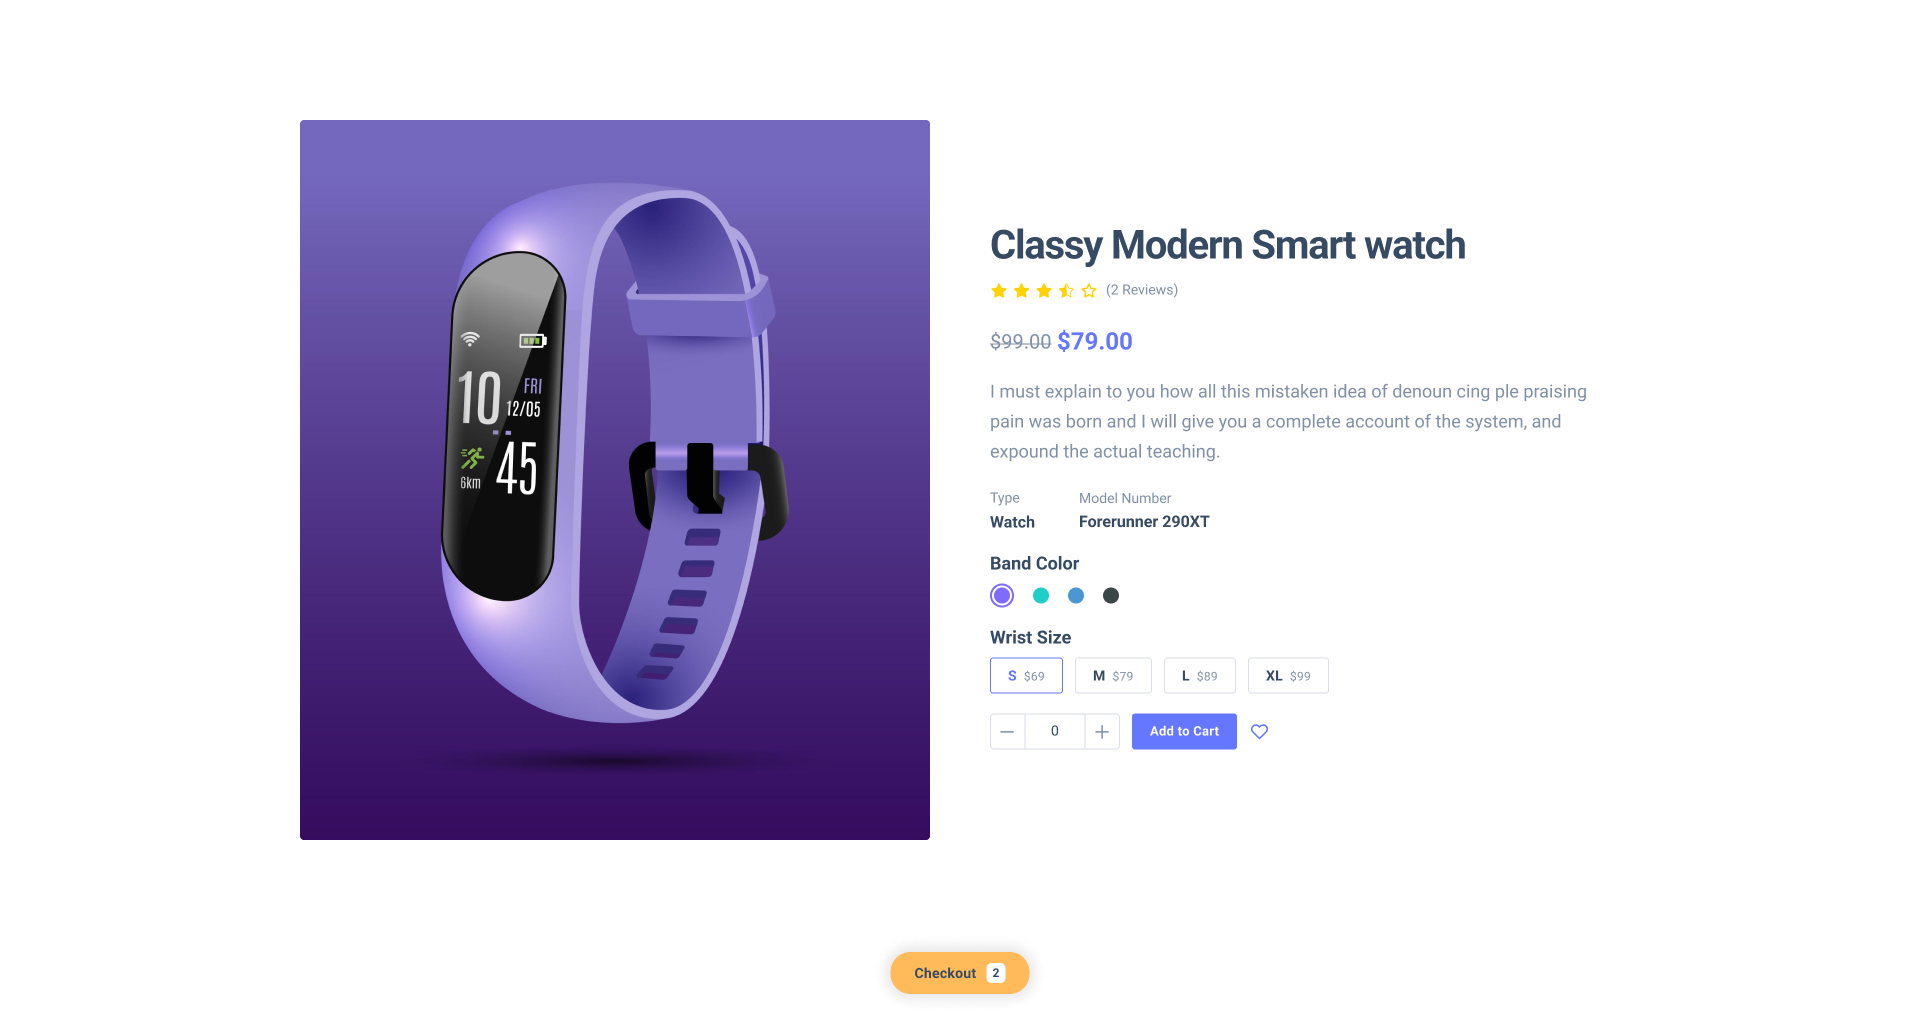 10
FRI
12/05
45
6km
Classy Modern Smart watch
(2 Reviews)
$99.00 $79.00
I must explain to you how all this mistaken idea of denoun cing ple praising
pain was born and I will give you a complete account of the system, and
expound the actual teaching.
Type Model Number
Watch Forerunner 290XT
Band Color
Wrist Size
S $69 M $79 L $89 XL $99
— 0 + Add to Cart
Checkout 2